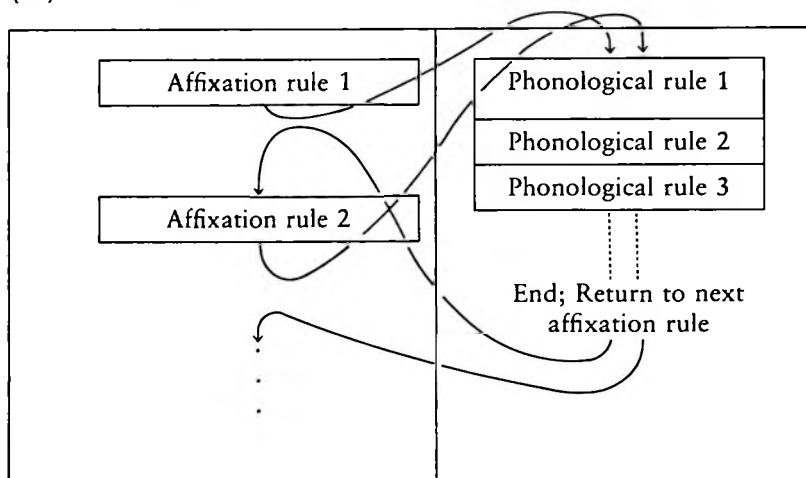 Affixation rule 1
Affixation rule 2
Phonological rule 1
Phonological rule 2
Phonological rule 3
End; Return to next
affixation rule